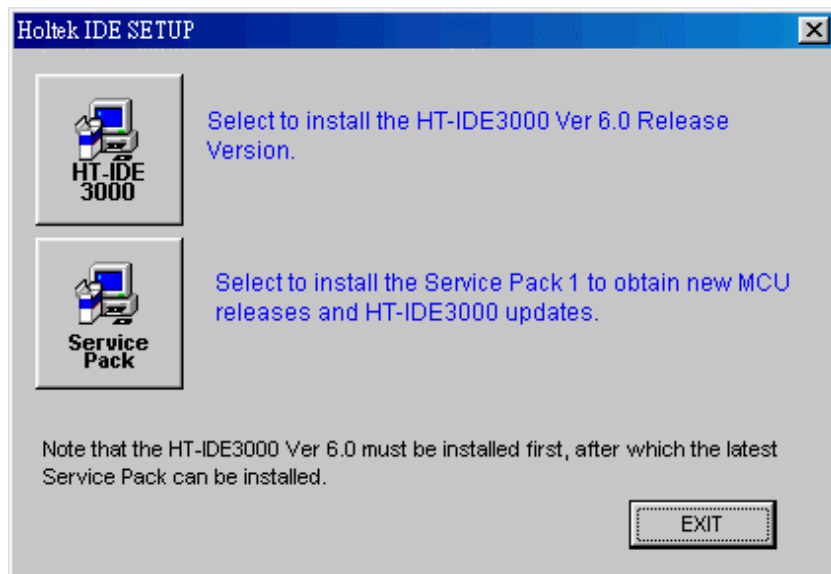 Holtek IDE SETUP
HT-IDE
3000
Select to install the HT-IDE3000 Ver 6.0 Release
Version.
Service
Pack
Select to install the Service Pack 1 to obtain new MCU
releases and HT-IDE3000 updates.
Note that the HT-IDE3000 Ver 6.0 must be installed first, after which the latest
Service Pack can be installed.
EXIT